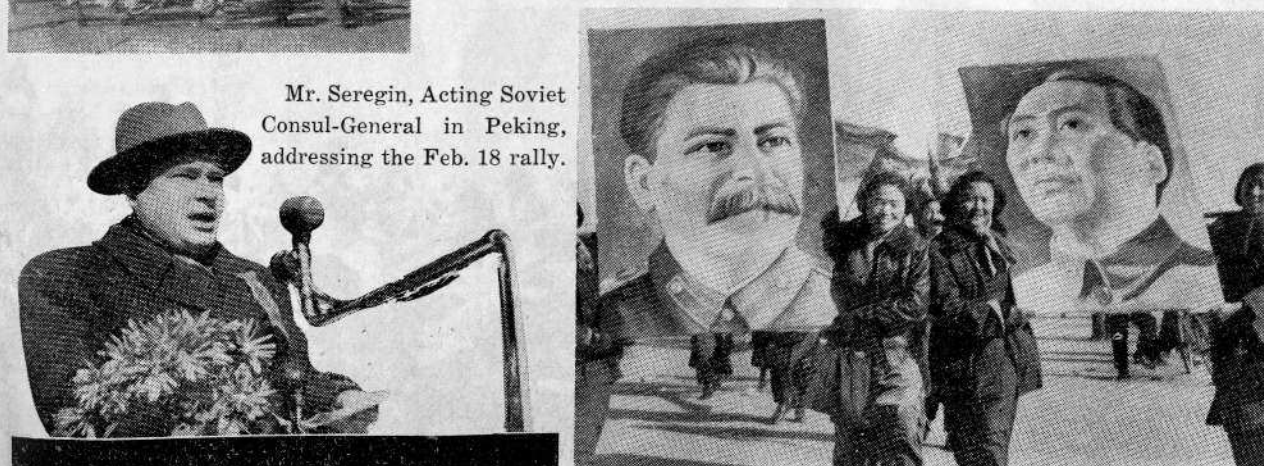 Mr. Seregin, Acting Soviet
Consul-General in Peking,
addressing the Feb. 18 rally.